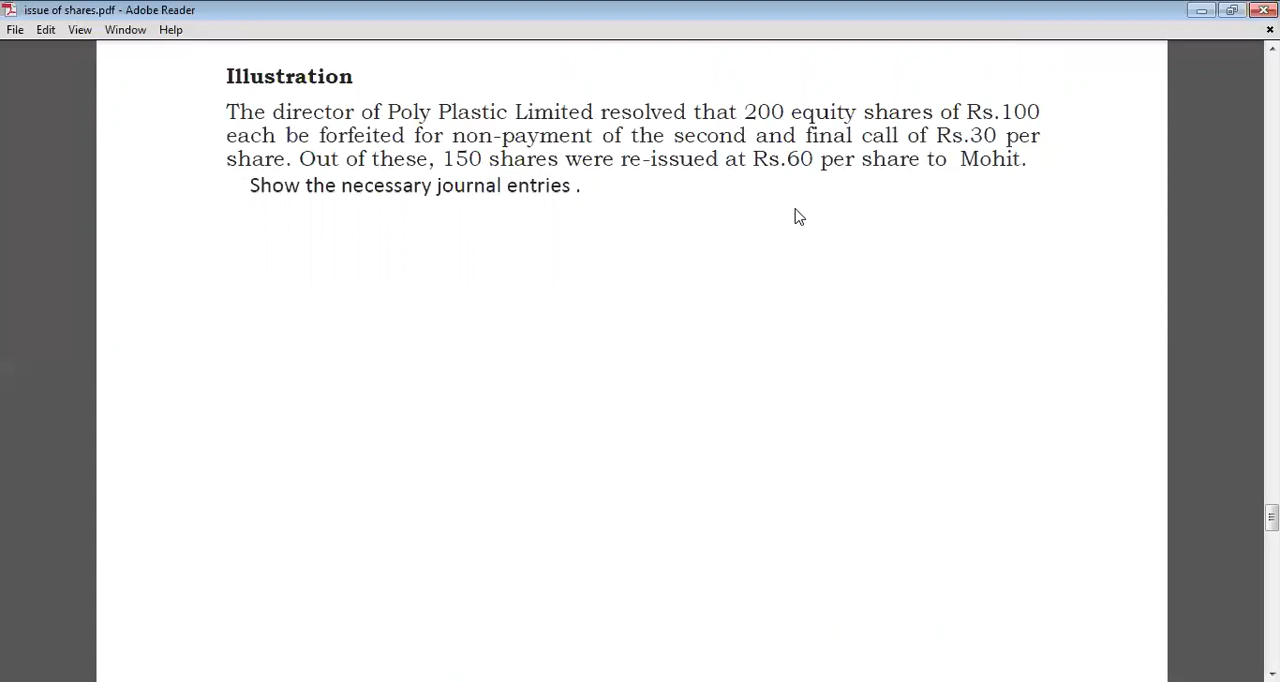 issue of shares.pdf - Adobe Reader
File Edit View Window Help
Illustration
The director of Poly Plastic Limited resolved that 200 equity shares of Rs.100
each be forfeited for non-payment of the second and final call of Rs.30 per
share. Out of these, 150 shares were re-issued at Rs.60 per share to Mohit.
Show the necessary journal entries .